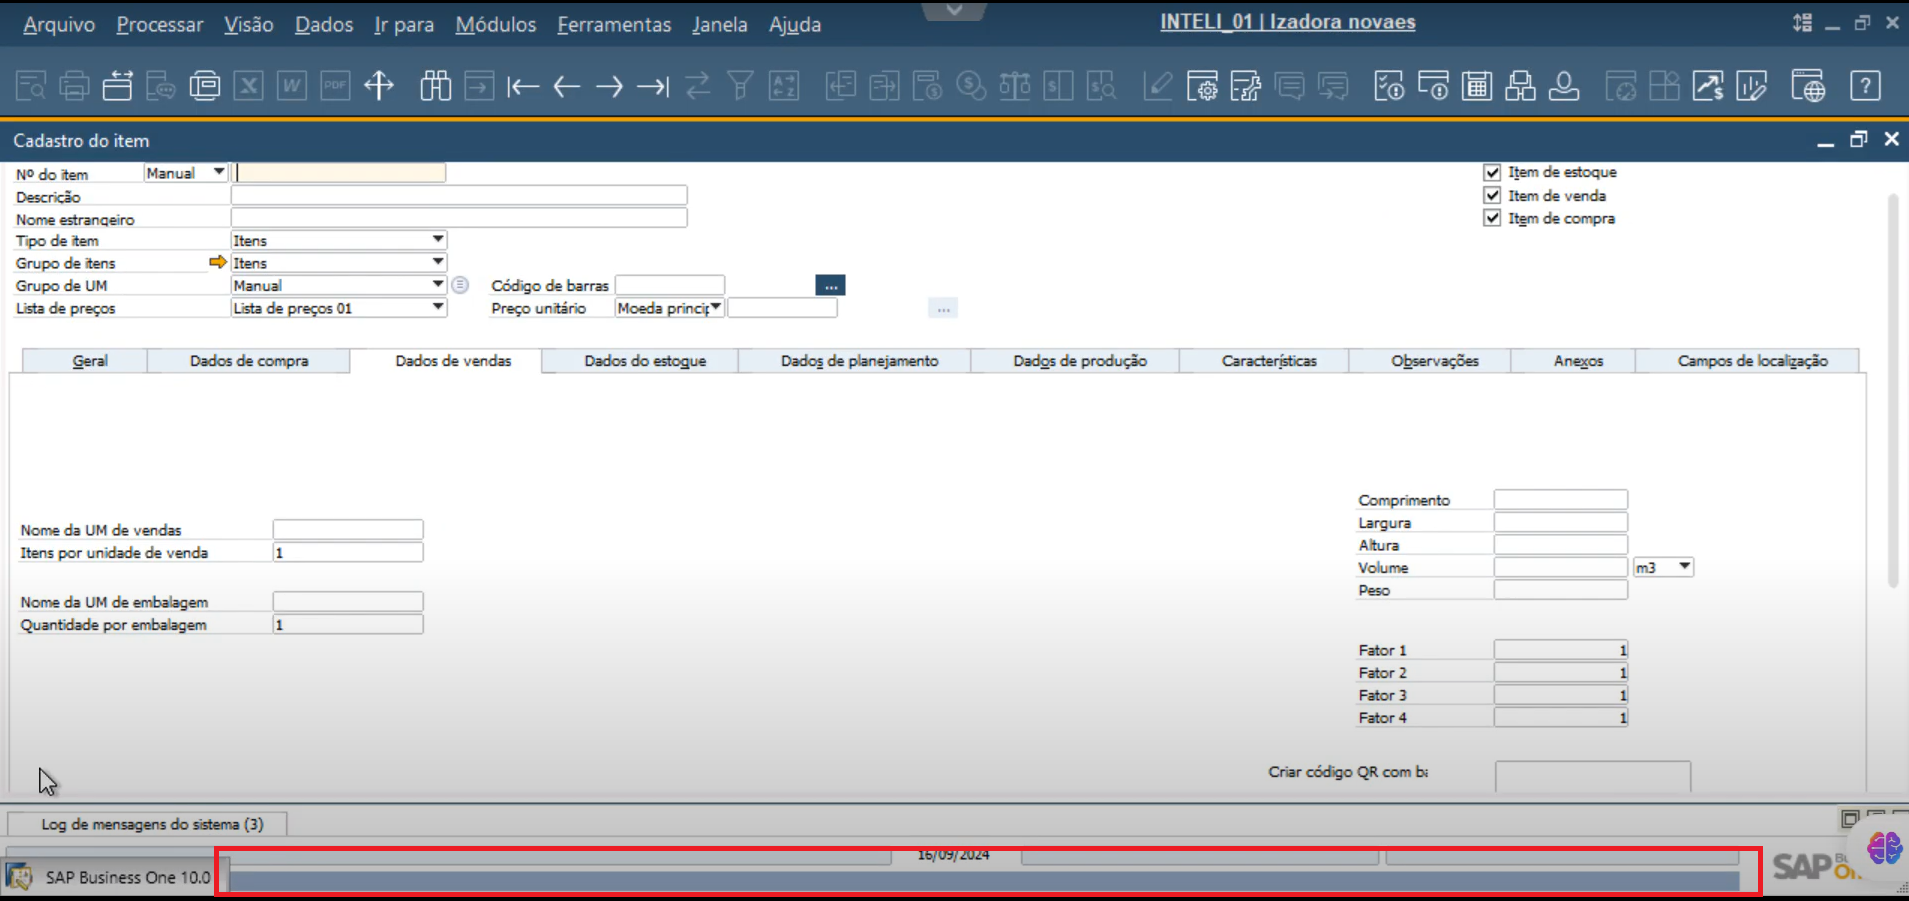 Arquivo Processar Visão Dados Ir para Módulos Ferramentas Janela Ajuda INTELI_01 | Izadora novaes
X W PDF A Z $ ?
Cadastro do item
Nº do item Manual Item de estoque
Descrição Item de venda
Nome estrangeiro Item de compra
Tipo de item Itens
Grupo de itens Itens
Grupo de UM Manual Código de barras ...
Lista de preços Lista de preços 01 Preço unitário Moeda princip ...
Geral Dados de compra Dados de vendas Dados do estoque Dados de planejamento Dados de produção Características Observações Anexos Campos de localização
Comprimento
Largura
Nome da UM de vendas
Altura
Itens por unidade de venda 1
Volume m3
Peso
Nome da UM de embalagem
Quantidade por embalagem 1
Fator 1 1
Fator 2 1
Fator 3 1
Fator 4 1
Criar código QR com ba
Log de mensagens do sistema (3)
16/09/2024
SAP Business One 10.0 SAP